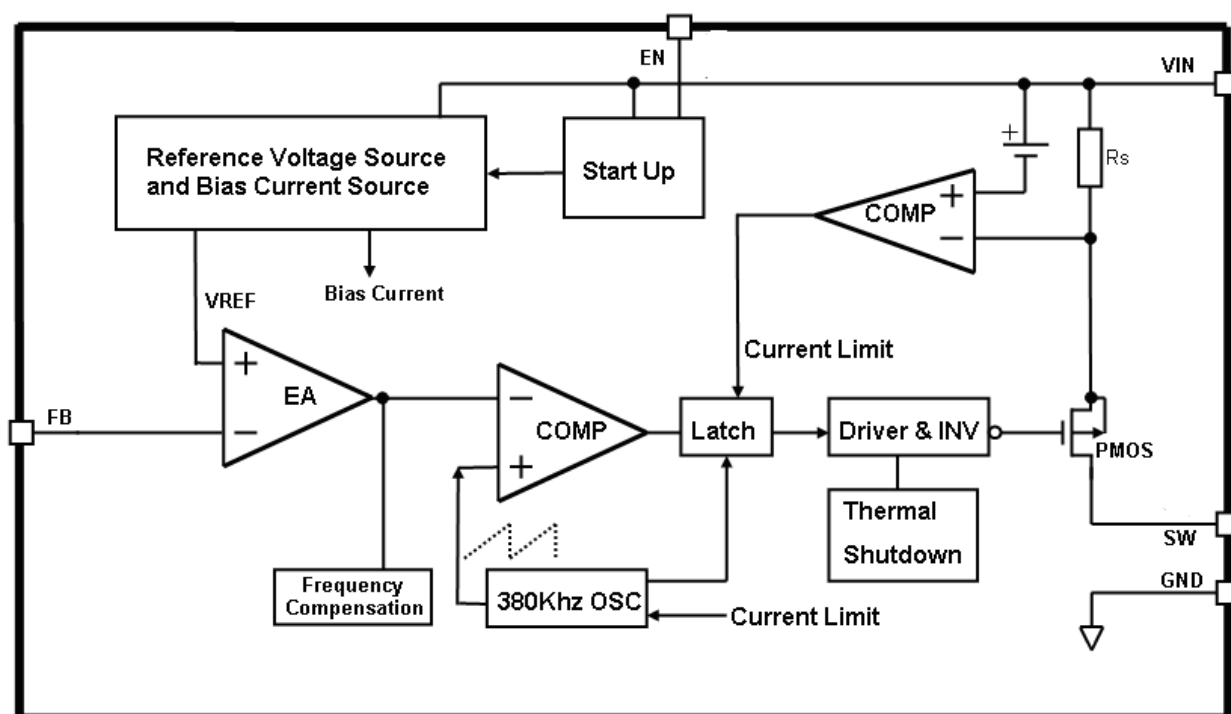 EN
VIN
Reference Voltage Source
and Bias Current Source
Start Up
+
Rs
+
COMP
−
Bias Current
VREF
Current Limit
+
EA
−
FB
−
COMP
+
Latch
Driver & INV
PMOS
Thermal
Shutdown
SW
Frequency
Compensation
380Khz OSC
Current Limit
GND